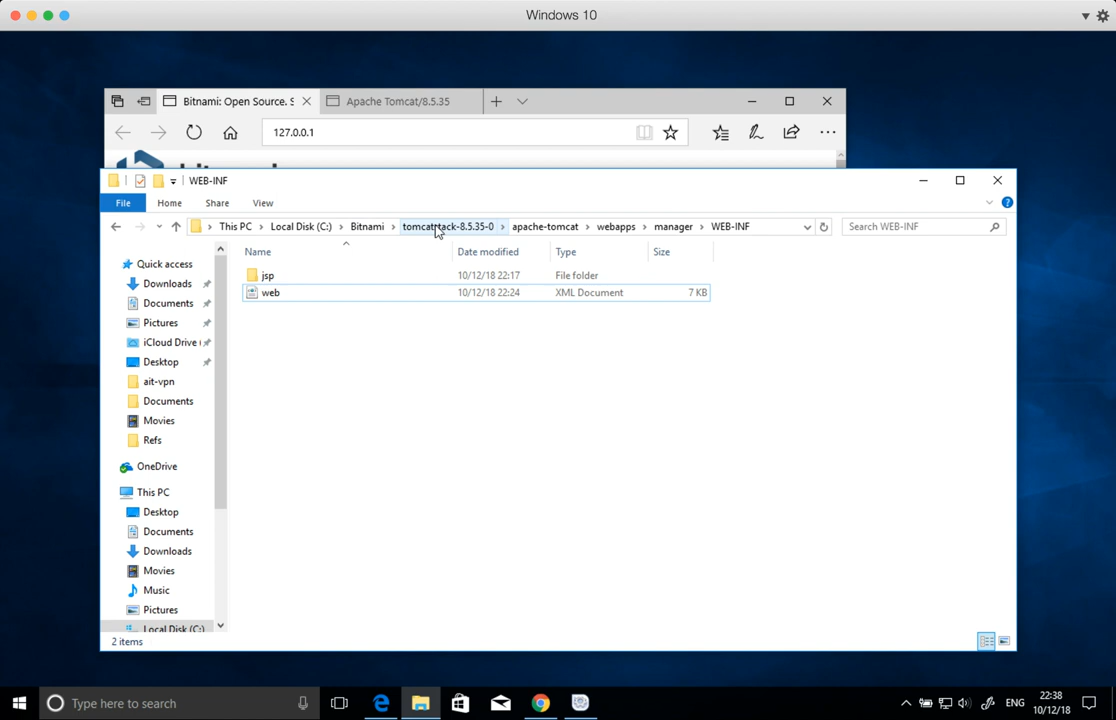 Windows 10
Bitnami: Open Source. S
Apache Tomcat/8.5.35
127.0.0.1
WEB-INF
File Home Share View
This PC Local Disk (C:) Bitnami tomcatstack-8.5.35-0 apache-tomcat webapps manager WEB-INF
Search WEB-INF
Name Date modified Type Size
jsp 10/12/18 22:17 File folder
web 10/12/18 22:24 XML Document 7 KB
Quick access
Downloads
Documents
Pictures
iCloud Drive
Desktop
ait-vpn
Documents
Movies
Refs
OneDrive
This PC
Desktop
Documents
Downloads
Movies
Music
Pictures
Local Disk (C:)
2 items
Type here to search
ENG
22:38
10/12/18